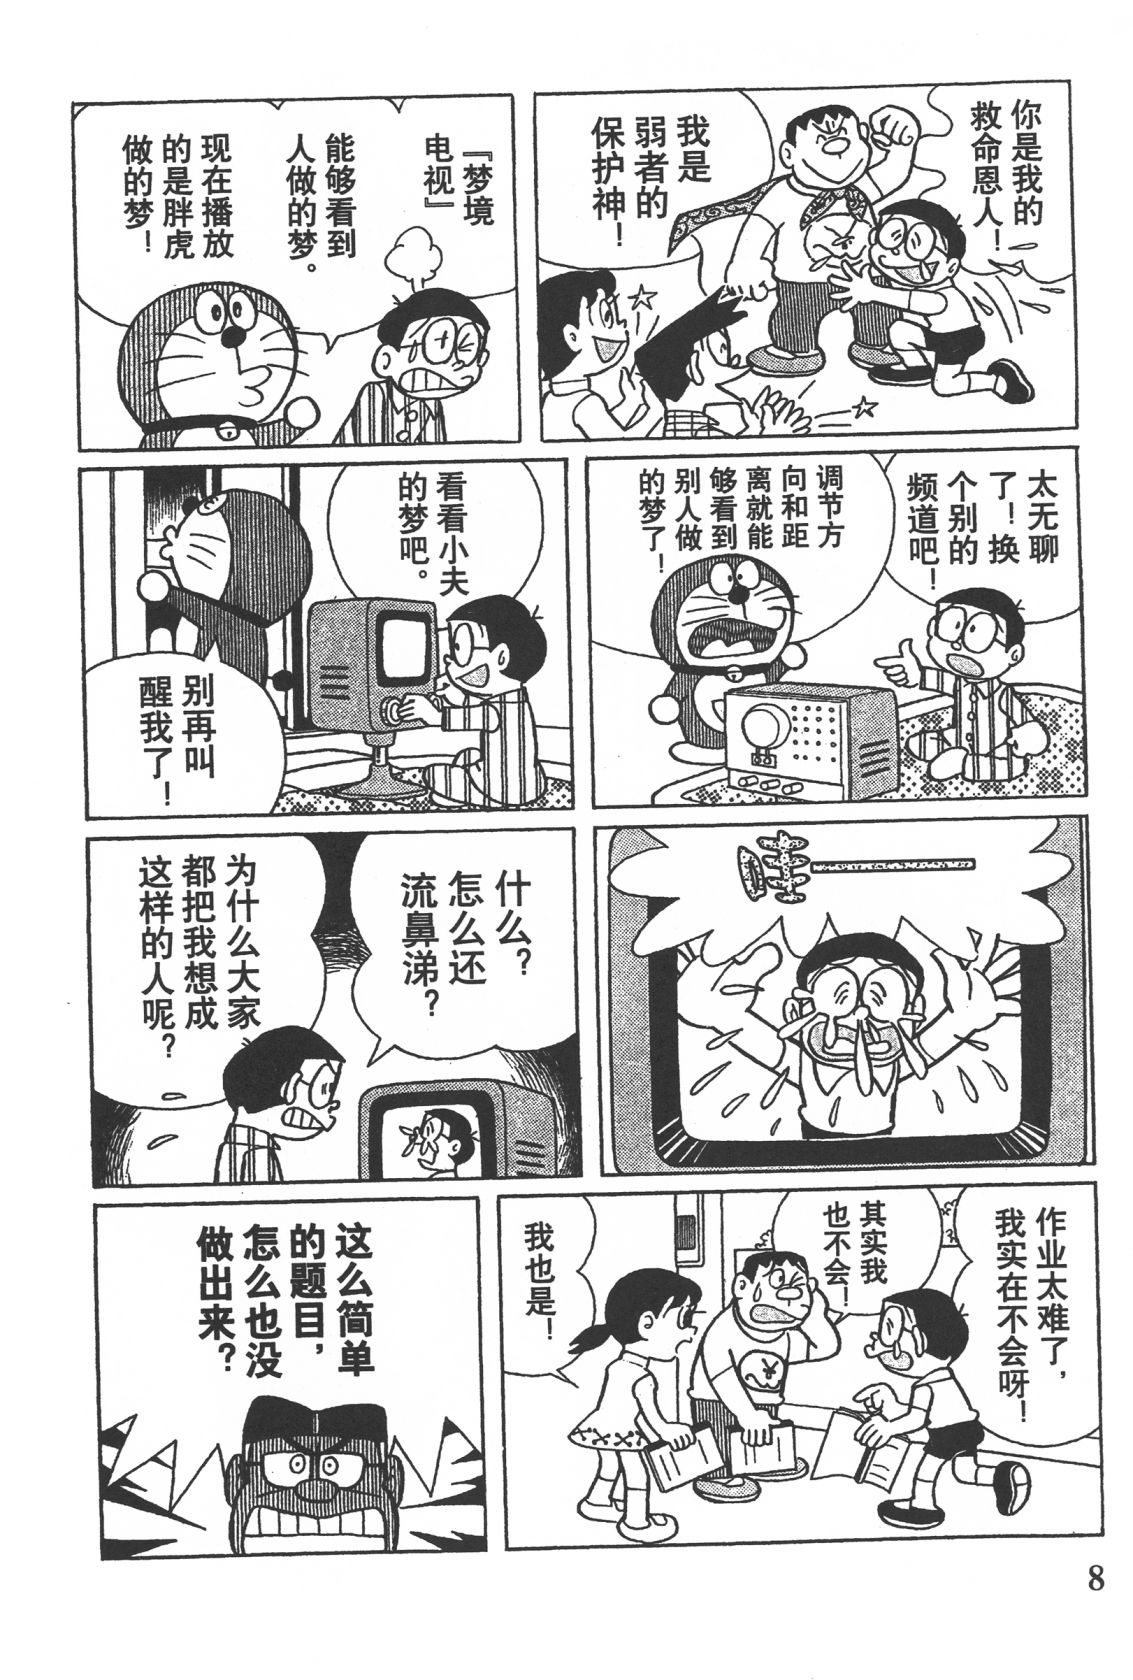 你是我的
救命恩人！
我是
弱者的
保护神！
『梦境
电视』
能够看到
人做的梦。
现在播放
的是胖虎
做的梦！
太无聊
了！换
个别的
频道吧！
调节方
向和距
离就能
够看到
别人做
的梦了！
看看小夫
的梦吧。
别再叫
醒我了！
哇
什么？
怎么还
流鼻涕？
为什么大家
都把我想成
这样的人呢？
作业太难了，
我实在不会呀！
其实我
也不会！
我也是！
这么简单
的题目，
怎么也没
做出来？
8